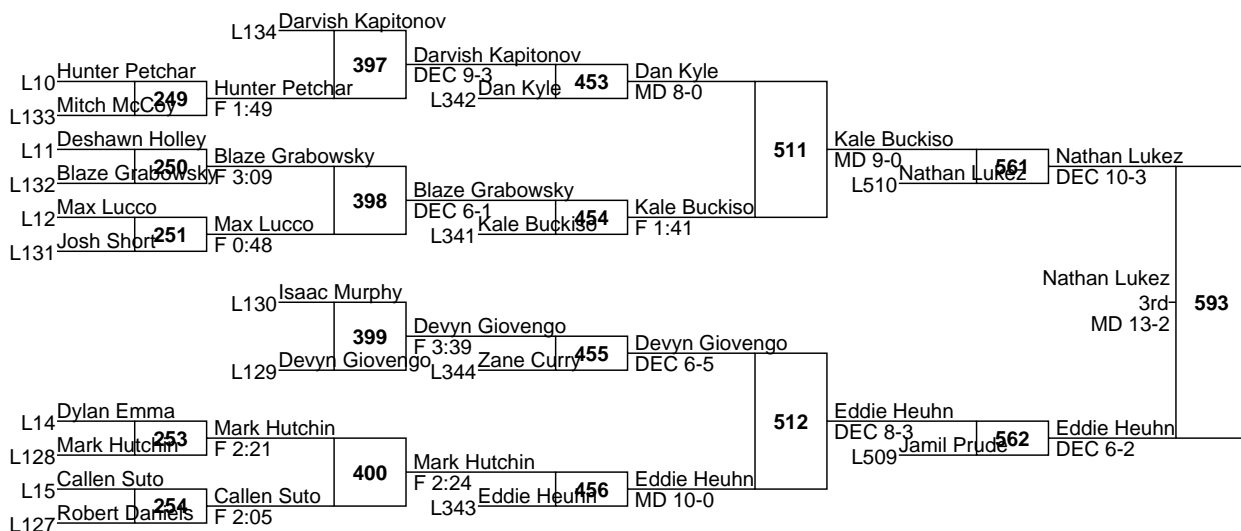 L134 Darvish Kapitonov
397
Darvish Kapitonov
DEC 9-3
L10 Hunter Petchar
249
L133 Mitch McCoy
Hunter Petchar
F 1:49
L342 Dan Kyle
453
Dan Kyle
MD 8-0
L11 Deshawn Holley
250
L132 Blaze Grabowsky
Blaze Grabowsky
F 3:09
398
L12 Max Lucco
251
L131 Josh Short
Max Lucco
F 0:48
Blaze Grabowsky
DEC 6-1
L341 Kale Buckiso
454
Kale Buckiso
F 1:41
511
Kale Buckiso
MD 9-0
L510 Nathan Lukez
561
Nathan Lukez
DEC 10-3
L130 Isaac Murphy
399
L129 Devyn Giovengo
Devyn Giovengo
F 3:39
L344 Zane Curry
455
Devyn Giovengo
DEC 6-5
Nathan Lukez
3rd
MD 13-2
593
L14 Dylan Emma
253
L128 Mark Hutchin
Mark Hutchin
F 2:21
400
L15 Callen Suto
254
L127 Robert Daniels
Callen Suto
F 2:05
Mark Hutchin
F 2:24
L343 Eddie Heuhn
456
Eddie Heuhn
MD 10-0
512
Eddie Heuhn
DEC 8-3
L509 Jamil Prude
562
Eddie Heuhn
DEC 6-2